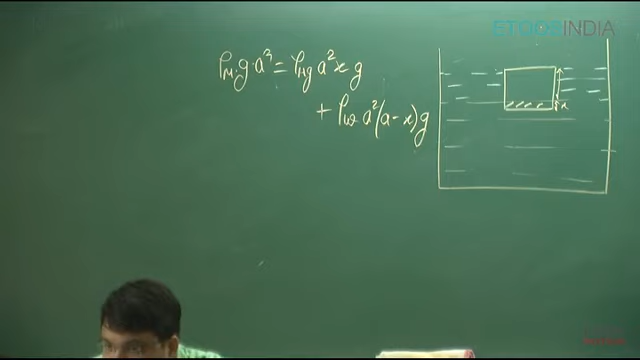 ETOOSINDIA
ρ_M g a³ = ρ_Hg a² x g
+ ρ_w a² (a - x) g
x